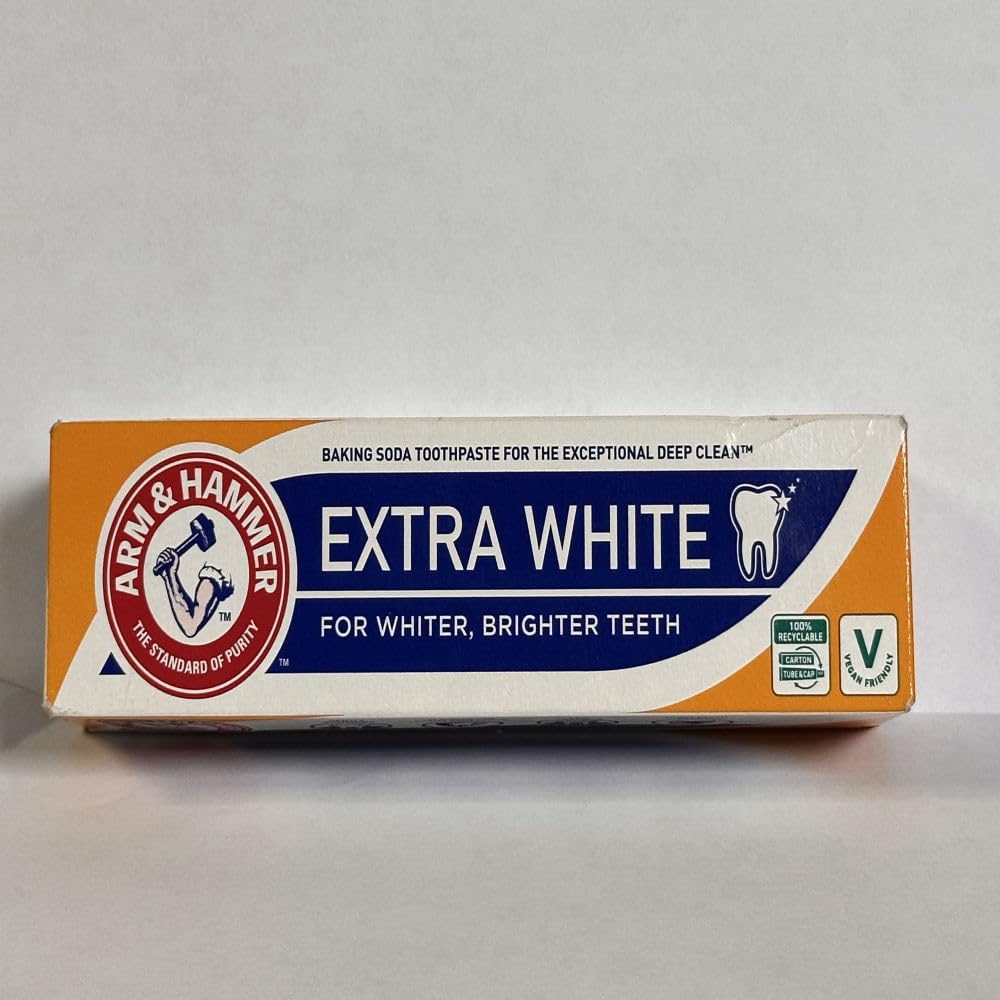 ARM & HAMMER
THE STANDARD OF PURITY
TM
TM
BAKING SODA TOOTHPASTE FOR THE EXCEPTIONAL DEEP CLEAN™
EXTRA WHITE
FOR WHITER, BRIGHTER TEETH
100%
RECYCLABLE
CARTON
TUBE & CAP
V
VEGAN FRIENDLY